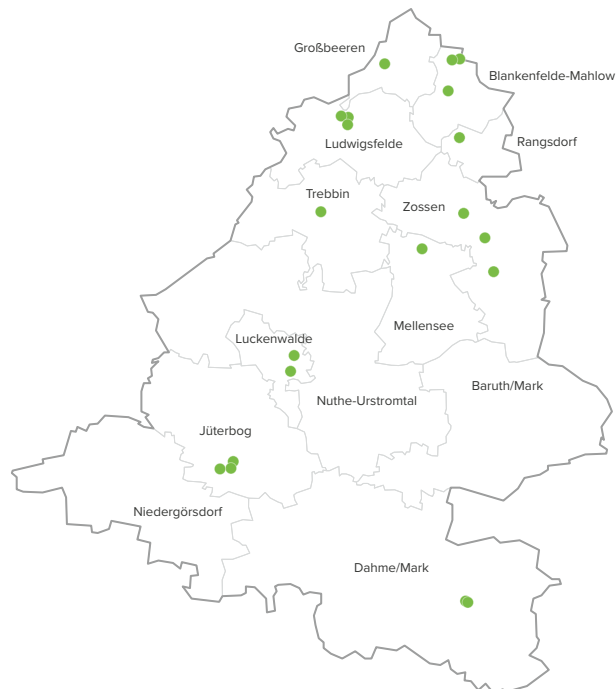 Großbeeren
Blankenfelde-Mahlow
Ludwigsfelde
Rangsdorf
Trebbin
Zossen
Mellensee
Luckenwalde
Baruth/Mark
Nuthe-Urstromtal
Jüterbog
Niedergörsdorf
Dahme/Mark